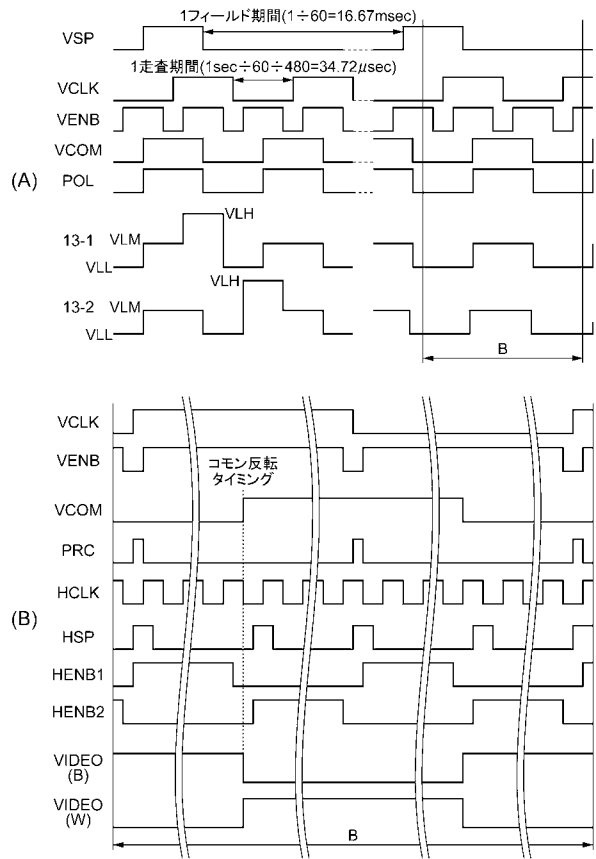 1フィールド期間(1÷60=16.67msec)
VSP
1走査期間(1sec÷60÷480=34.72μsec)
VCLK
VENB
VCOM
(A)
POL
VLH
13-1 VLM
VLL
VLH
13-2 VLM
VLL
B
VCLK
VENB
コモン反転
タイミング
VCOM
PRC
HCLK
(B)
HSP
HENB1
HENB2
VIDEO
(B)
VIDEO
(W)
B